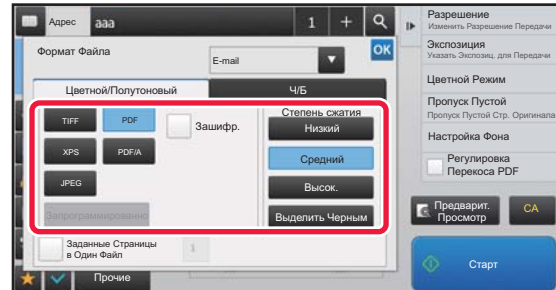 Адрес
aaa
1
Формат Файла
E-mail
OK
Цветной/Полутоновый
Ч/Б
TIFF
PDF
Зашифр.
XPS
PDF/A
JPEG
Запрограммированно
Степень сжатия
Низкий
Средний
Высок.
Выделить Черным
Заданные Страницы
в Один Файл
1
Прочие
Разрешение
Изменить Разрешение Передачи
Экспозиция
Указать Экспозиц. для Передачи
Цветной Режим
Пропуск Пустой
Пропуск Пустой Стр. Оригинала
Настройка Фона
Регулировка
Перекоса PDF
Предварит.
Просмотр
CA
Старт